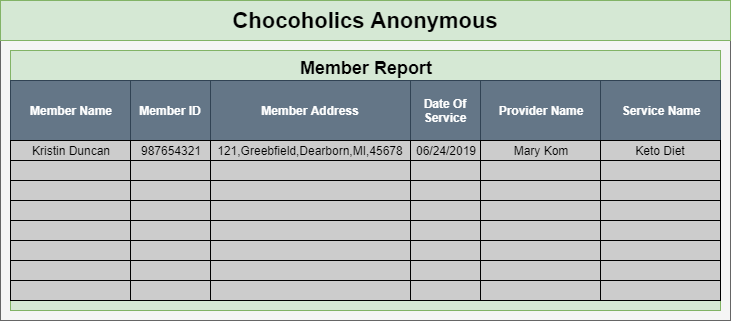 Chocoholics Anonymous
Member Report
Member Name Member ID Member Address Date Of Service Provider Name Service Name
Kristin Duncan 987654321 121,Greebfield,Dearborn,MI,45678 06/24/2019 Mary Kom Keto Diet